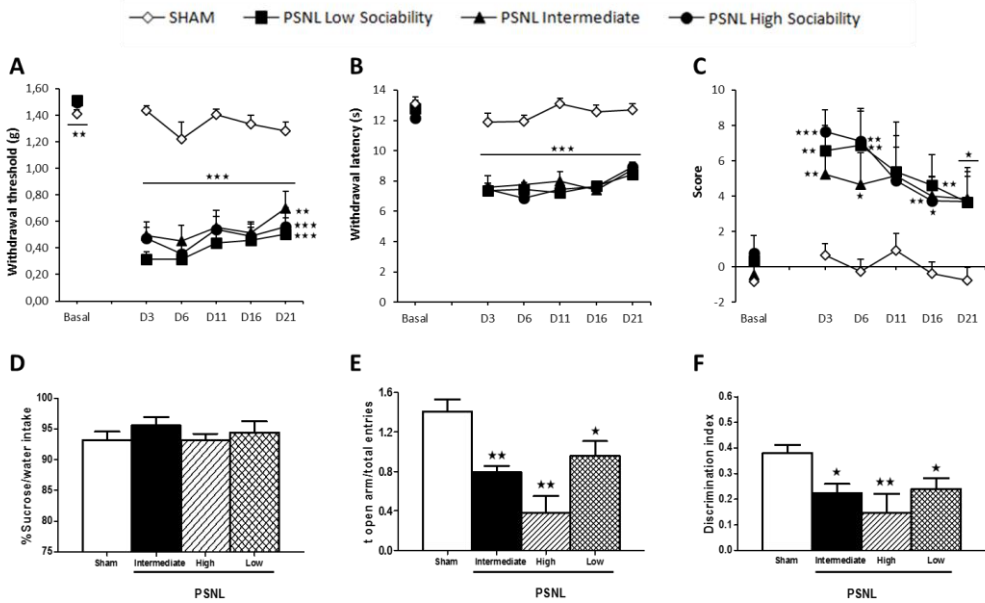 SHAM PSNL Low Sociability PSNL Intermediate PSNL High Sociability
A
Withdrawal threshold (g)
1,60
1,40
1,20
1,00
0,80
0,60
0,40
0,20
0,00
★★
★★★
★★
★★★
★★★
Basal D3 D6 D11 D16 D21
B
Withdrawal latency (s)
14
12
10
8
6
4
2
0
★★★
Basal D3 D6 D11 D16 D21
C
Score
10
8
6
4
2
0
-2
★★★
★★
★★
★★
★★
★
★★
★★
★
★
Basal D3 D6 D11 D16 D21
D
%Sucrose/water intake
100
95
90
85
80
75
Sham Intermediate High Low
PSNL
E
t open arm/total entries
1.6
1.2
0.8
0.4
0.0
★★
★★
★
Sham Intermediate High Low
PSNL
F
Discrimination index
0.5
0.4
0.3
0.2
0.1
0.0
★
★★
★
Sham Intermediate High Low
PSNL